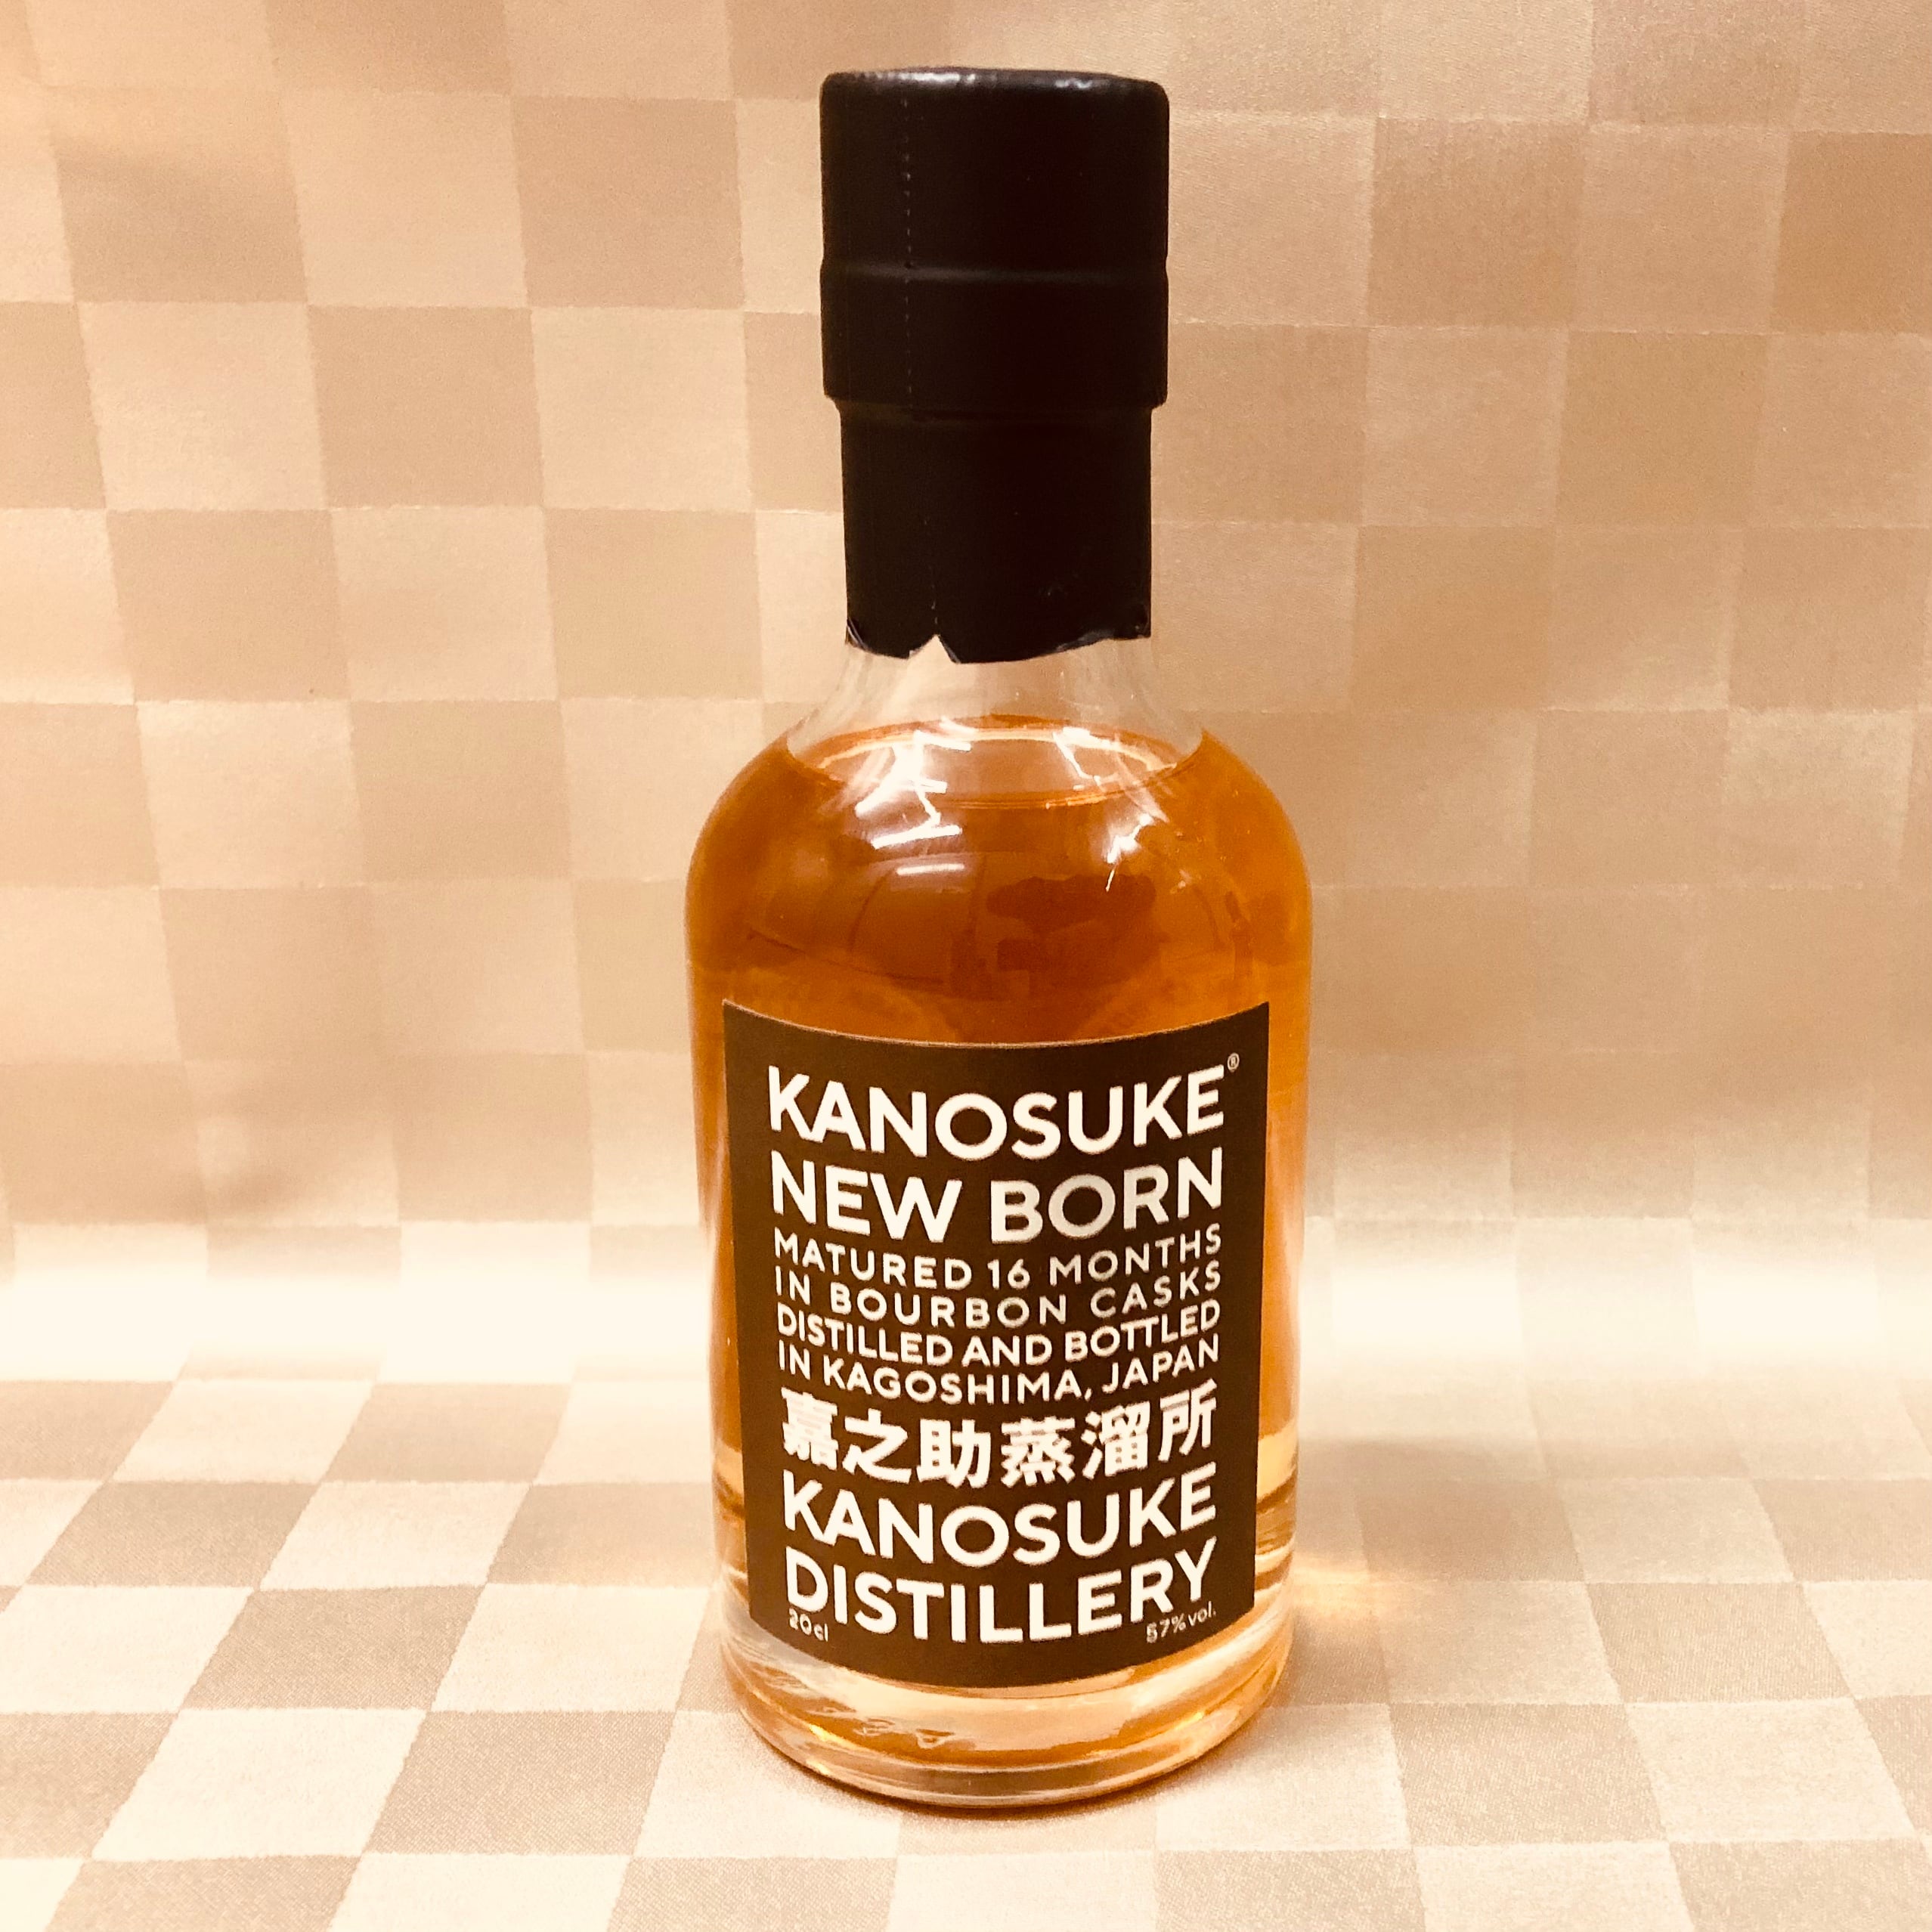 KANOSUKE®
NEW BORN
MATURED 16 MONTHS
IN BOURBON CASKS
DISTILLED AND BOTTLED
IN KAGOSHIMA, JAPAN
嘉之助蒸溜所
KANOSUKE
DISTILLERY
20cl 57%vol.